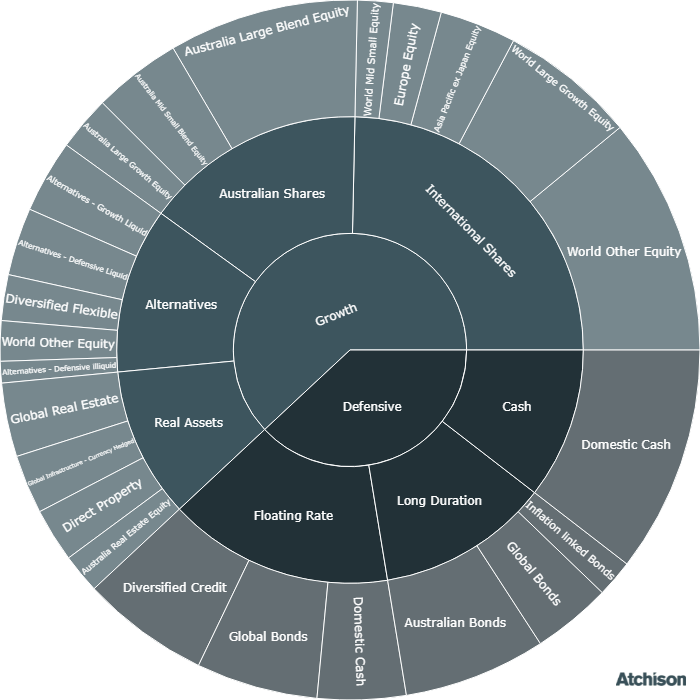 Growth
Defensive
International Shares
Australian Shares
Alternatives
Real Assets
Floating Rate
Long Duration
Cash
World Other Equity
World Large Growth Equity
Asia Pacific ex Japan Equity
Europe Equity
World Mid Small Equity
Australia Large Blend Equity
Australia Mid Small Blend Equity
Australia Large Growth Equity
Alternatives - Growth Liquid
Alternatives - Defensive Liquid
Diversified Flexible
World Other Equity
Alternatives - Defensive illiquid
Global Real Estate
Global Infrastructure - Currency Hedged
Direct Property
Australia Real Estate Equity
Diversified Credit
Global Bonds
Domestic Cash
Australian Bonds
Global Bonds
Inflation linked Bonds
Domestic Cash
Atchison